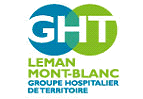 GHT
LEMAN
MONT-BLANC
GROUPE HOSPITALIER
DE TERRITOIRE